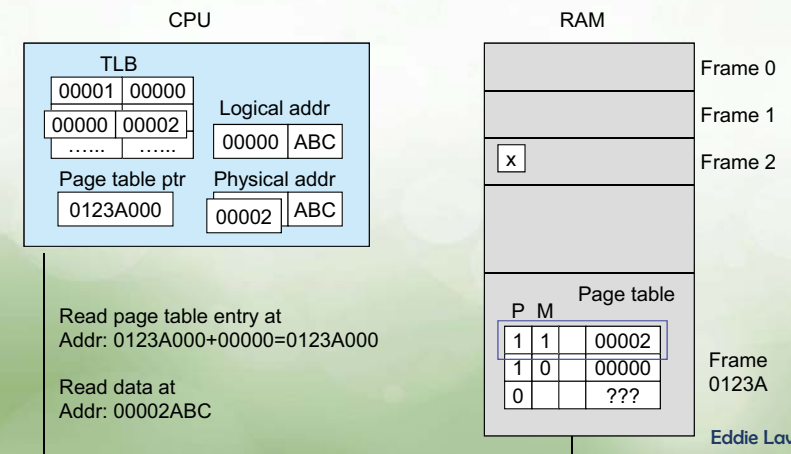 CPU
RAM
TLB
00001 00000
00000 00002
…... …...
Logical addr
00000 ABC
Page table ptr
0123A000
Physical addr
00002 ABC
Read page table entry at
Addr: 0123A000+00000=0123A000
Read data at
Addr: 00002ABC
Frame 0
Frame 1
x
Frame 2
Page table
P M
1 1 00002
1 0 00000
0 ???
Frame
0123A
Eddie